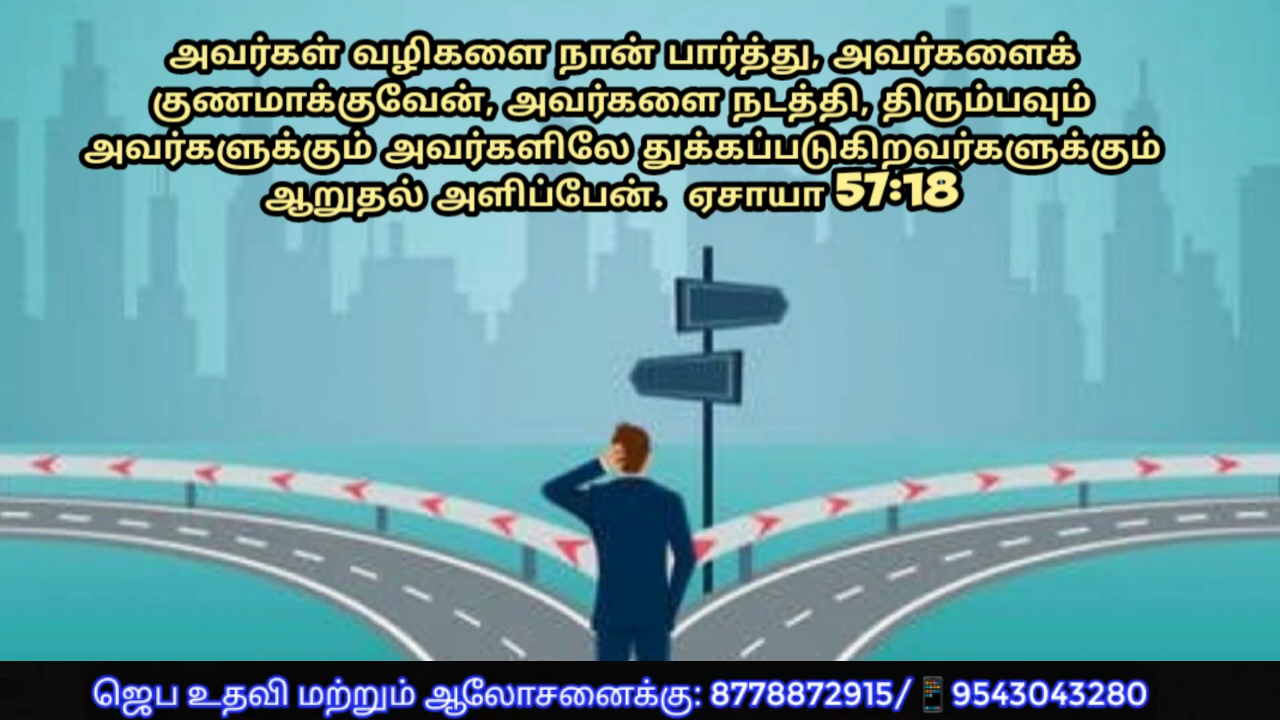 அவர்கள் வழிகளை நான் பார்த்து, அவர்களைக்
குணமாக்குவேன், அவர்களை நடத்தி, திரும்பவும்
அவர்களுக்கும் அவர்களிலே துக்கப்படுகிறவர்களுக்கும்
ஆறுதல் அளிப்பேன். ஏசாயா 57:18
ஜெப உதவி மற்றும் ஆலோசனைக்கு: 8778872915/📱9543043280